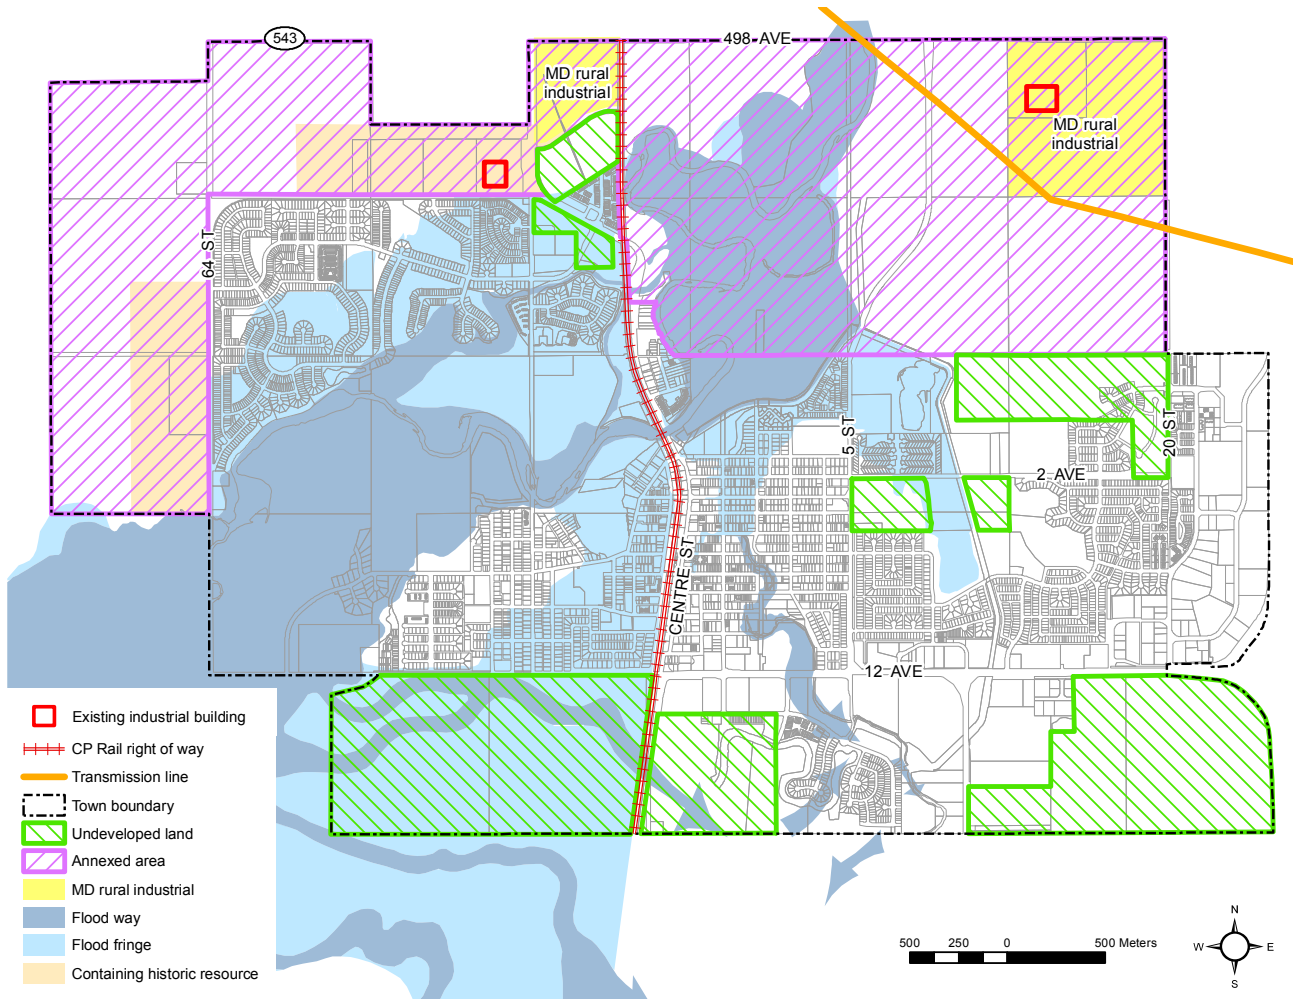 543
498 AVE
MD rural
industrial
MD rural
industrial
64 ST
5 ST
20 ST
2 AVE
CENTRE ST
12 AVE
Existing industrial building
CP Rail right of way
Transmission line
Town boundary
Undeveloped land
Annexed area
MD rural industrial
Flood way
Flood fringe
Containing historic resource
500 250 0 500 Meters
N
W E
S